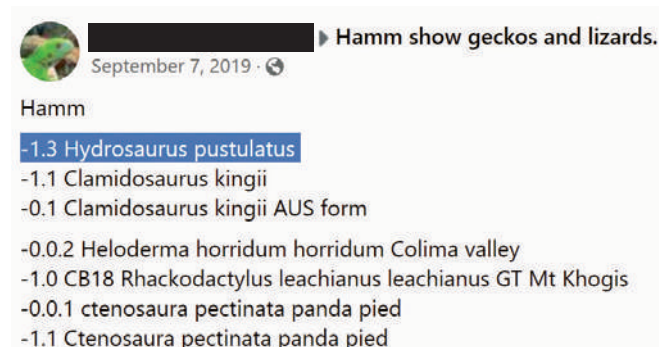 Hamm show geckos and lizards.
September 7, 2019 ·
Hamm
-1.3 Hydrosaurus pustulatus
-1.1 Clamidosaurus kingii
-0.1 Clamidosaurus kingii AUS form
-0.0.2 Heloderma horridum horridum Colima valley
-1.0 CB18 Rhackodactylus leachianus leachianus GT Mt Khogis
-0.0.1 ctenosaura pectinata panda pied
-1.1 Ctenosaura pectinata panda pied